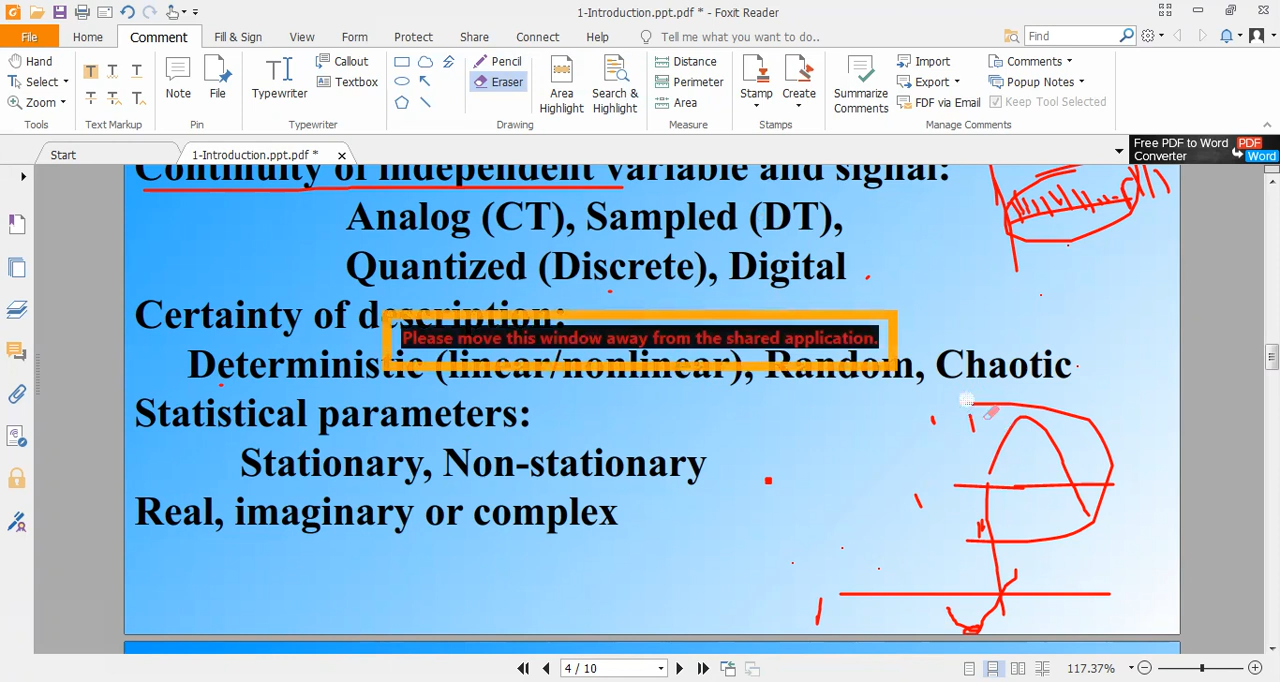 1-Introduction.ppt.pdf * - Foxit Reader
File Home Comment Fill & Sign View Form Protect Share Connect Help Tell me what you want to do.. Find
Hand
Select
Zoom
Tools
T T T
T T T
Text Markup
Note
File
Pin
Typewriter
Callout
Textbox
Typewriter
Pencil
Eraser
Drawing
Area Highlight
Search & Highlight
Distance
Perimeter
Area
Measure
Stamp
Create
Stamps
Summarize Comments
Import
Export
FDF via Email
Comments
Popup Notes
Keep Tool Selected
Manage Comments
Start
1-Introduction.ppt.pdf *
Free PDF to Word Converter
PDF Word
Continuity of independent variable and signal:
Analog (CT), Sampled (DT),
Quantized (Discrete), Digital
Certainty of description:
Please move this window away from the shared application.
Deterministic (linear/nonlinear), Random, Chaotic
Statistical parameters:
Stationary, Non-stationary
Real, imaginary or complex
4 / 10
117.37%